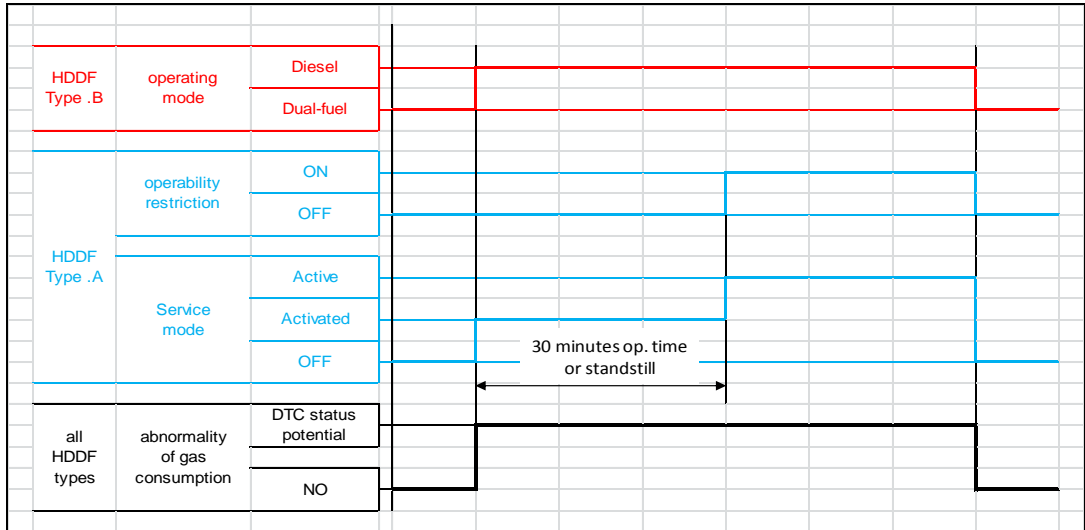 HDDF
Type .B
operating
mode
Diesel
Dual-fuel
HDDF
Type .A
operability
restriction
ON
OFF
Service
mode
Active
Activated
OFF
30 minutes op. time
or standstill
all
HDDF
types
abnormality
of gas
consumption
DTC status
potential
NO